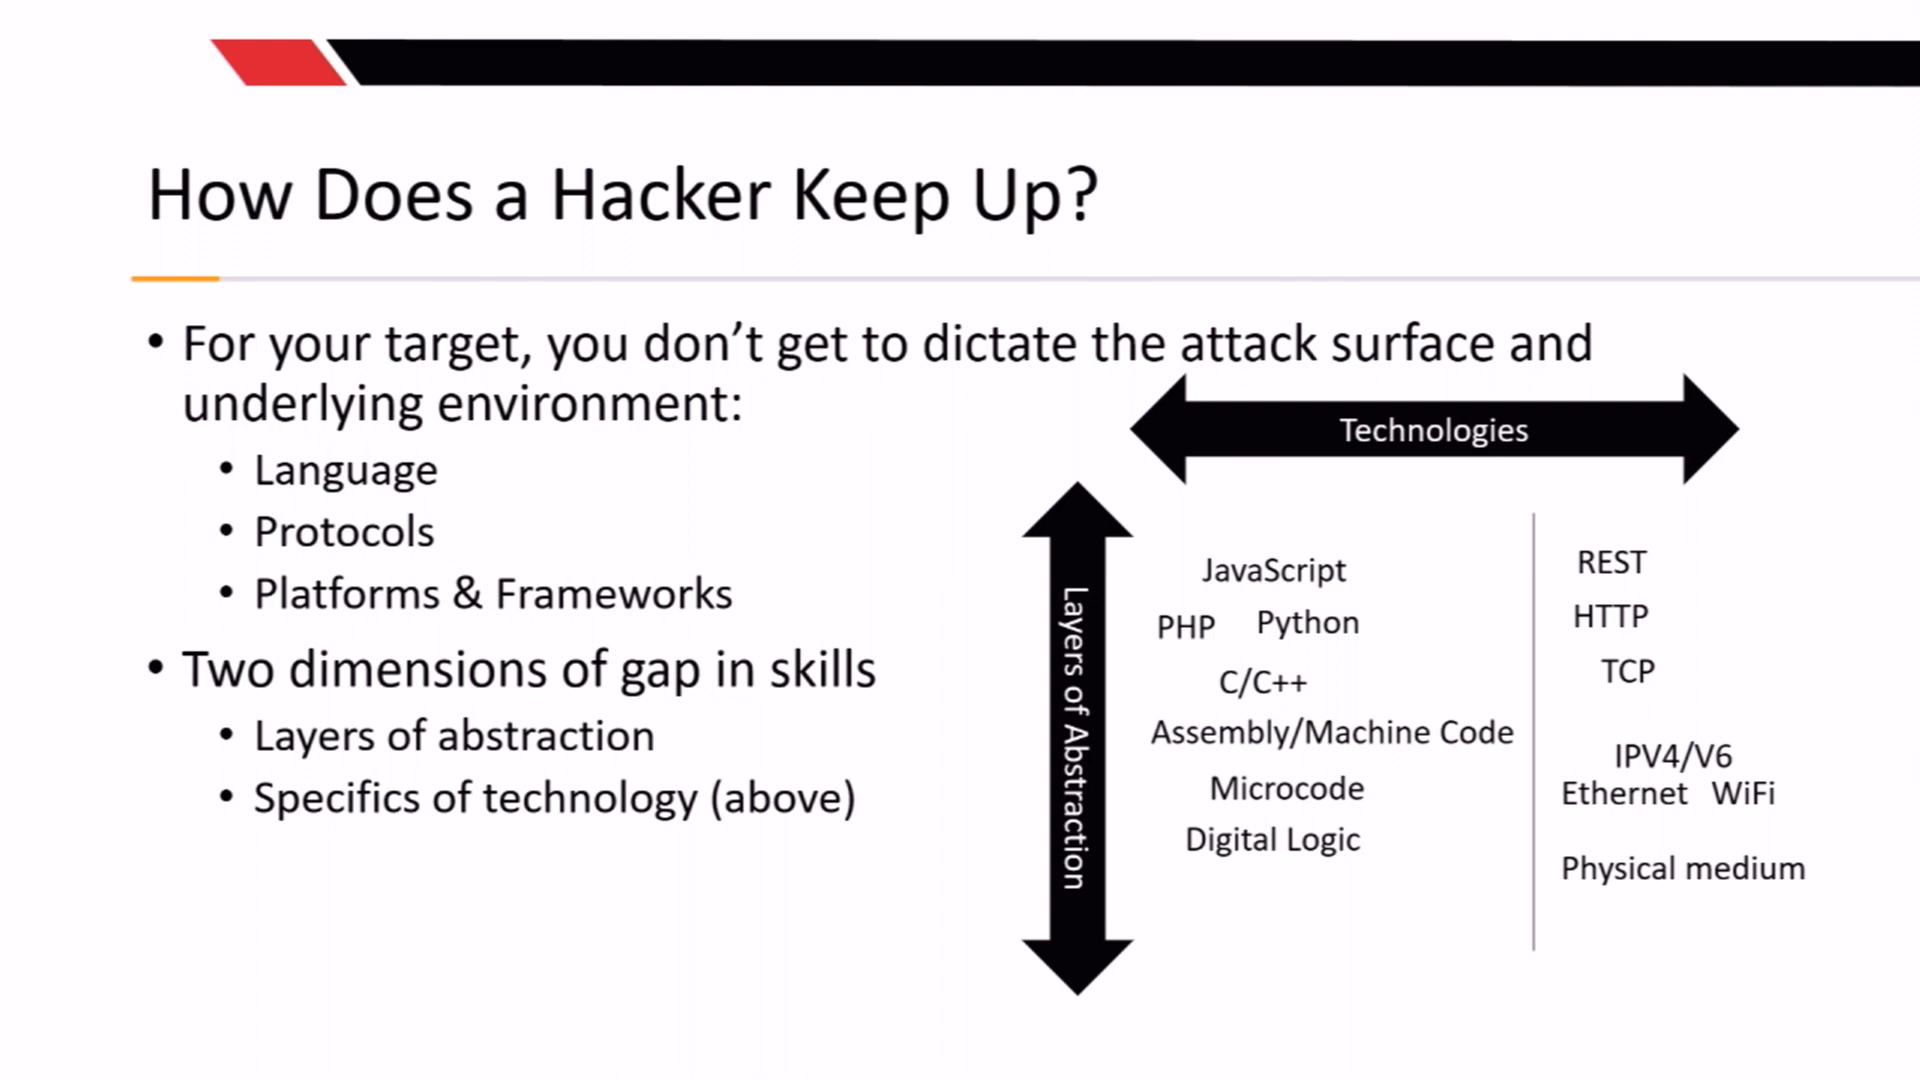 How Does a Hacker Keep Up?
• For your target, you don’t get to dictate the attack surface and
underlying environment:
• Language
• Protocols
• Platforms & Frameworks
• Two dimensions of gap in skills
• Layers of abstraction
• Specifics of technology (above)
Technologies
Layers of Abstraction
JavaScript
PHP Python
C/C++
Assembly/Machine Code
Microcode
Digital Logic
REST
HTTP
TCP
IPV4/V6
Ethernet WiFi
Physical medium